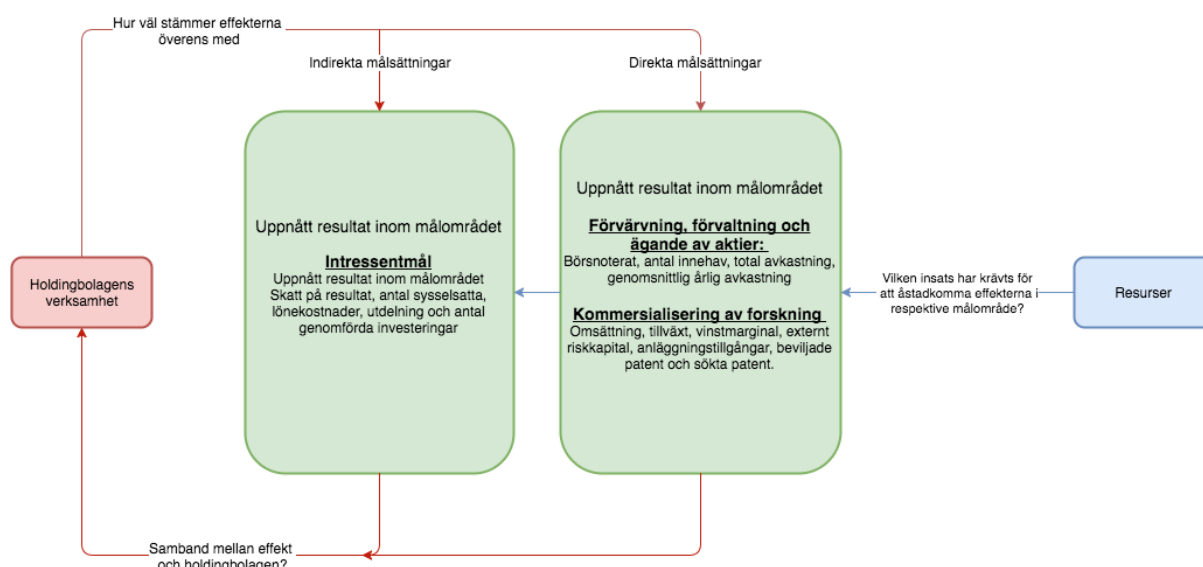 Hur väl stämmer effekterna
överens med
Indirekta målsättningar
Direkta målsättningar
Holdingbolagens
verksamhet
Uppnått resultat inom målområdet
Intressentmål
Uppnått resultat inom målområdet
Skatt på resultat, antal sysselsatta,
lönekostnader, utdelning och antal
genomförda investeringar
Uppnått resultat inom målområdet
Förvärvning, förvaltning och
ägande av aktier:
Börsnoterat, antal innehav, total avkastning,
genomsnittlig årlig avkastning
Kommersialisering av forskning
Omsättning, tillväxt, vinstmarginal, externt
riskkapital, anläggningstillgångar, beviljade
patent och sökta patent.
Vilken insats har krävts för
att åstadkomma effekterna i
respektive målområde?
Resurser
Samband mellan effekt
och holdingbolagen?